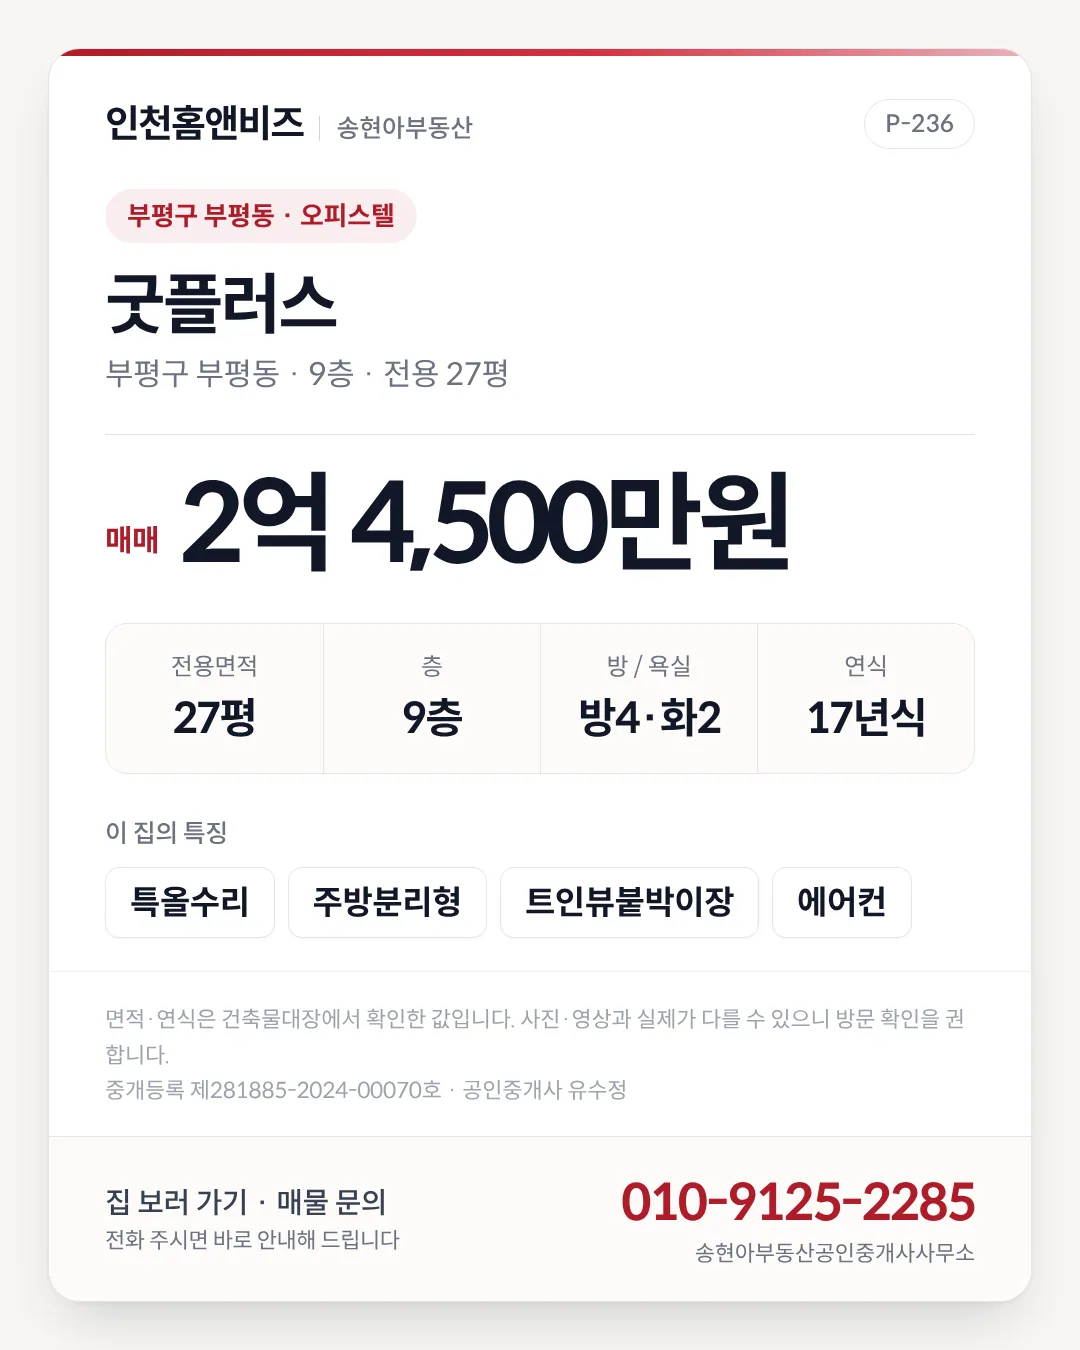 인천홈앤비즈 | 송현아부동산
P-236
부평구 부평동 · 오피스텔
굿플러스
부평구 부평동 · 9층 · 전용 27평
매매 2억 4,500만원
전용면적 층 방 / 욕실 연식
27평 9층 방4·화2 17년식
이 집의 특징
특올수리 주방분리형 트인뷰붙박이장 에어컨
면적·연식은 건축물대장에서 확인한 값입니다. 사진·영상과 실제가 다를 수 있으니 방문 확인을 권
합니다.
중개등록 제281885-2024-00070호 · 공인중개사 유수정
집 보러 가기 · 매물 문의
전화 주시면 바로 안내해 드립니다
010-9125-2285
송현아부동산공인중개사사무소